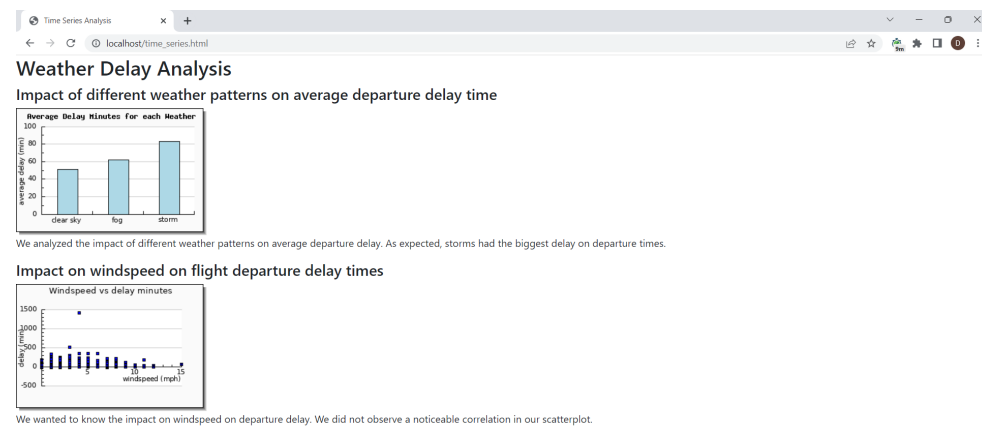 Time Series Analysis
localhost/time_series.html
9m
D
Weather Delay Analysis
Impact of different weather patterns on average departure delay time
Average Delay Minutes for each Weather
average delay (min)
100
80
60
40
20
0
clear sky fog storm
We analyzed the impact of different weather patterns on average departure delay. As expected, storms had the biggest delay on departure times.
Impact on windspeed on flight departure delay times
Windspeed vs delay minutes
delay (min)
1500
1000
500
0
-500
5 10 15
windspeed (mph)
We wanted to know the impact on windspeed on departure delay. We did not observe a noticeable correlation in our scatterplot.